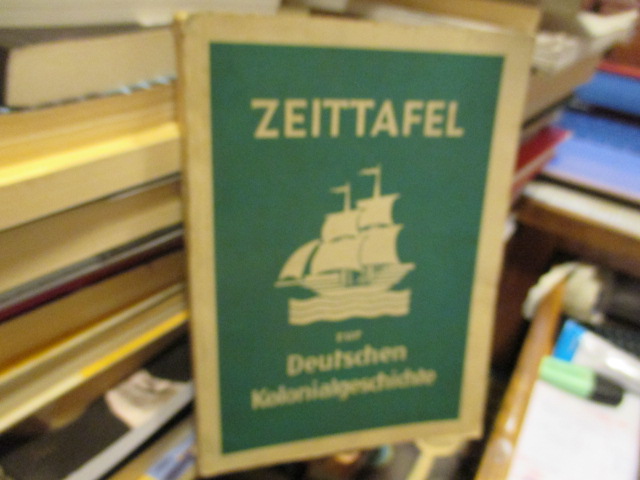 ZEITTAFEL
zur
Deutschen
Kolonialgeschichte